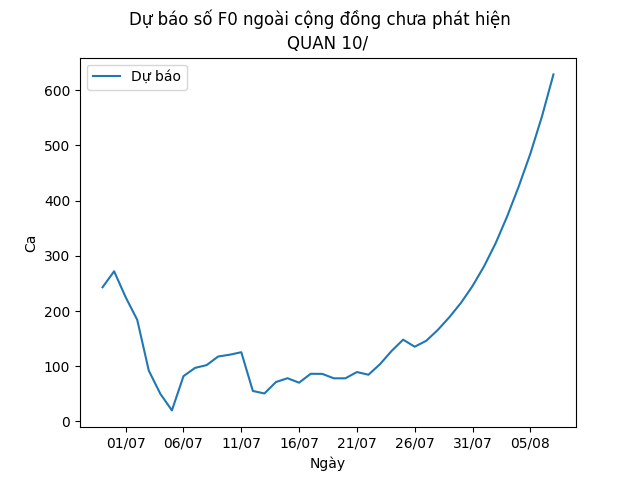 Dự báo số F0 ngoài cộng đồng chưa phát hiện
QUAN 10/
Dự báo
600
500
400
300
200
100
0
Ca
01/07 06/07 11/07 16/07 21/07 26/07 31/07 05/08
Ngày